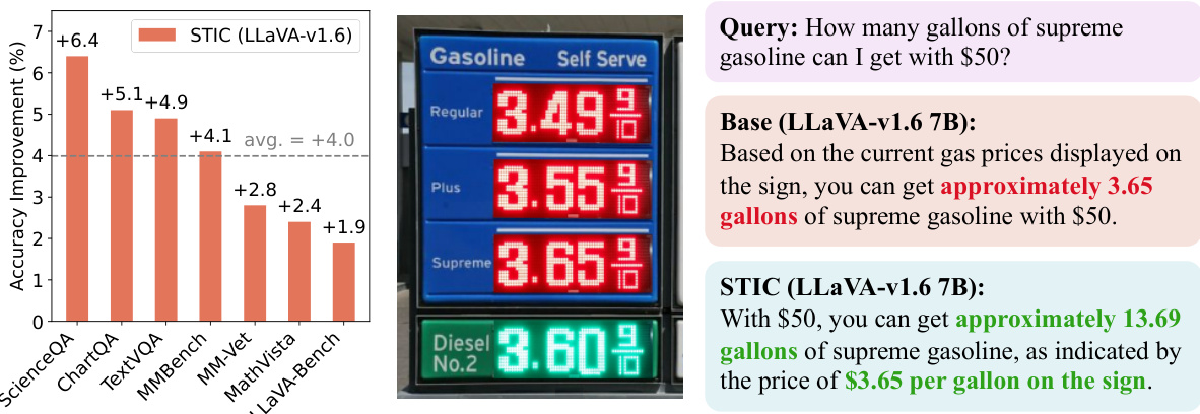 Accuracy Improvement (%)
7
6
5
4
3
2
1
0
STIC (LLaVA-v1.6)
+6.4
+5.1
+4.9
+4.1
avg. = +4.0
+2.8
+2.4
+1.9
ScienceQA
ChartQA
TextVQA
MMBench
MM-Vet
MathVista
LLaVA-Bench
Gasoline Self Serve
Regular 3.49 9/10
Plus 3.55 9/10
Supreme 3.65 9/10
Diesel
No.2
3.60 9/10
Query: How many gallons of supreme
gasoline can I get with $50?
Base (LLaVA-v1.6 7B):
Based on the current gas prices displayed on
the sign, you can get approximately 3.65
gallons of supreme gasoline with $50.
STIC (LLaVA-v1.6 7B):
With $50, you can get approximately 13.69
gallons of supreme gasoline, as indicated by
the price of $3.65 per gallon on the sign.